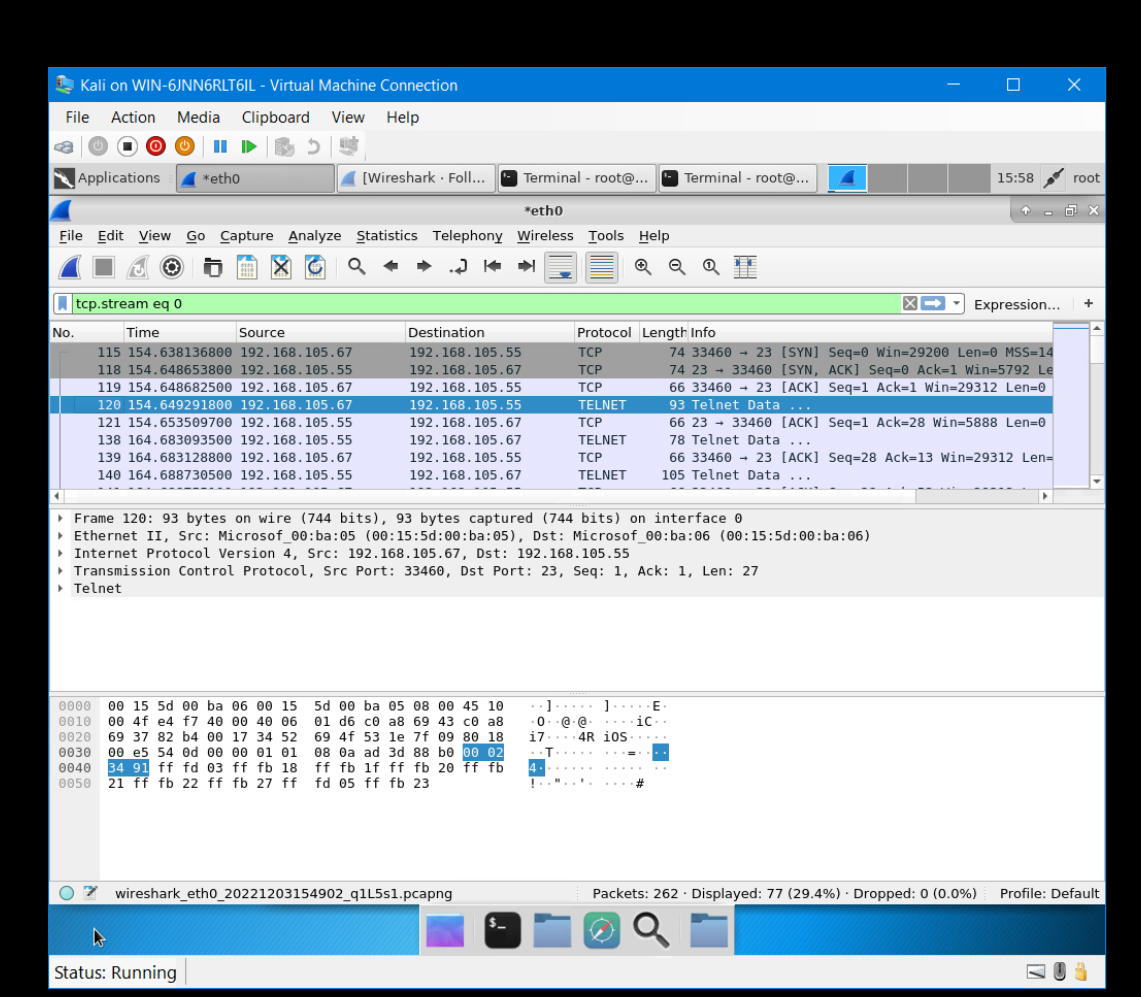 Kali on WIN-6JNN6RLT6IL - Virtual Machine Connection
File Action Media Clipboard View Help
Applications *eth0 [Wireshark · Foll... Terminal - root@... Terminal - root@... 15:58 root
*eth0
File Edit View Go Capture Analyze Statistics Telephony Wireless Tools Help
tcp.stream eq 0 Expression... +
No. Time Source Destination Protocol Length Info
115 154.638136800 192.168.105.67 192.168.105.55 TCP 74 33460 → 23 [SYN] Seq=0 Win=29200 Len=0 MSS=14
118 154.648653800 192.168.105.55 192.168.105.67 TCP 74 23 → 33460 [SYN, ACK] Seq=0 Ack=1 Win=5792 Le
119 154.648682500 192.168.105.67 192.168.105.55 TCP 66 33460 → 23 [ACK] Seq=1 Ack=1 Win=29312 Len=0
120 154.649291800 192.168.105.67 192.168.105.55 TELNET 93 Telnet Data ...
121 154.653509700 192.168.105.55 192.168.105.67 TCP 66 23 → 33460 [ACK] Seq=1 Ack=28 Win=5888 Len=0
138 164.683093500 192.168.105.55 192.168.105.67 TELNET 78 Telnet Data ...
139 164.683128800 192.168.105.67 192.168.105.55 TCP 66 33460 → 23 [ACK] Seq=28 Ack=13 Win=29312 Len=
140 164.688730500 192.168.105.55 192.168.105.67 TELNET 105 Telnet Data ...
Frame 120: 93 bytes on wire (744 bits), 93 bytes captured (744 bits) on interface 0
Ethernet II, Src: Microsof_00:ba:05 (00:15:5d:00:ba:05), Dst: Microsof_00:ba:06 (00:15:5d:00:ba:06)
Internet Protocol Version 4, Src: 192.168.105.67, Dst: 192.168.105.55
Transmission Control Protocol, Src Port: 33460, Dst Port: 23, Seq: 1, Ack: 1, Len: 27
Telnet
0000 00 15 5d 00 ba 06 00 15 5d 00 ba 05 08 00 45 10 ··]····· ]·····E·
0010 00 4f e4 f7 40 00 40 06 01 d6 c0 a8 69 43 c0 a8 ·O··@·@· ····iC··
0020 69 37 82 b4 00 17 34 52 69 4f 53 1e 7f 09 80 18 i7····4R iOS·····
0030 00 e5 54 0d 00 00 01 01 08 0a ad 3d 88 b0 00 02 ··T····· ···=····
0040 34 91 ff fd 03 ff fb 18 ff fb 1f ff fb 20 ff fb 4······· ····· ··
0050 21 ff fb 22 ff fb 27 ff fd 05 ff fb 23 !··"··'· ····#
wireshark_eth0_20221203154902_q1L5s1.pcapng Packets: 262 · Displayed: 77 (29.4%) · Dropped: 0 (0.0%) Profile: Default
Status: Running